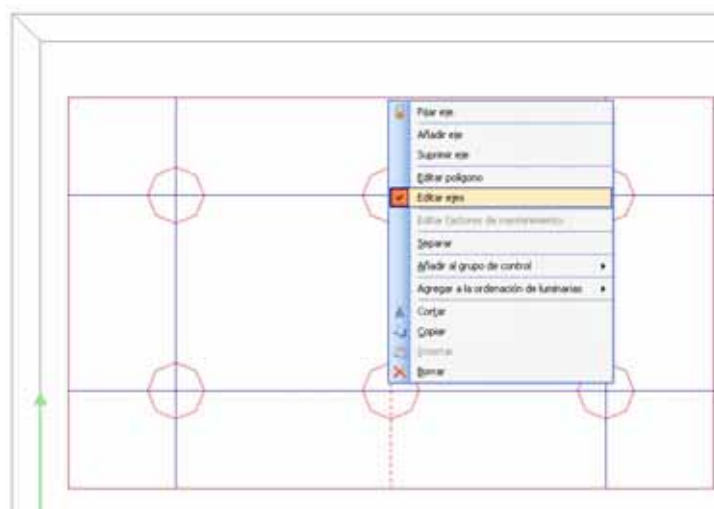 Fijar eje
Añadir eje
Suprimir eje
Editar polígono
Editar ejes
Editar factores de mantenimiento
Separar
Añadir al grupo de control
Agregar a la ordenación de luminarias
Cortar
Copiar
Insertar
Borrar